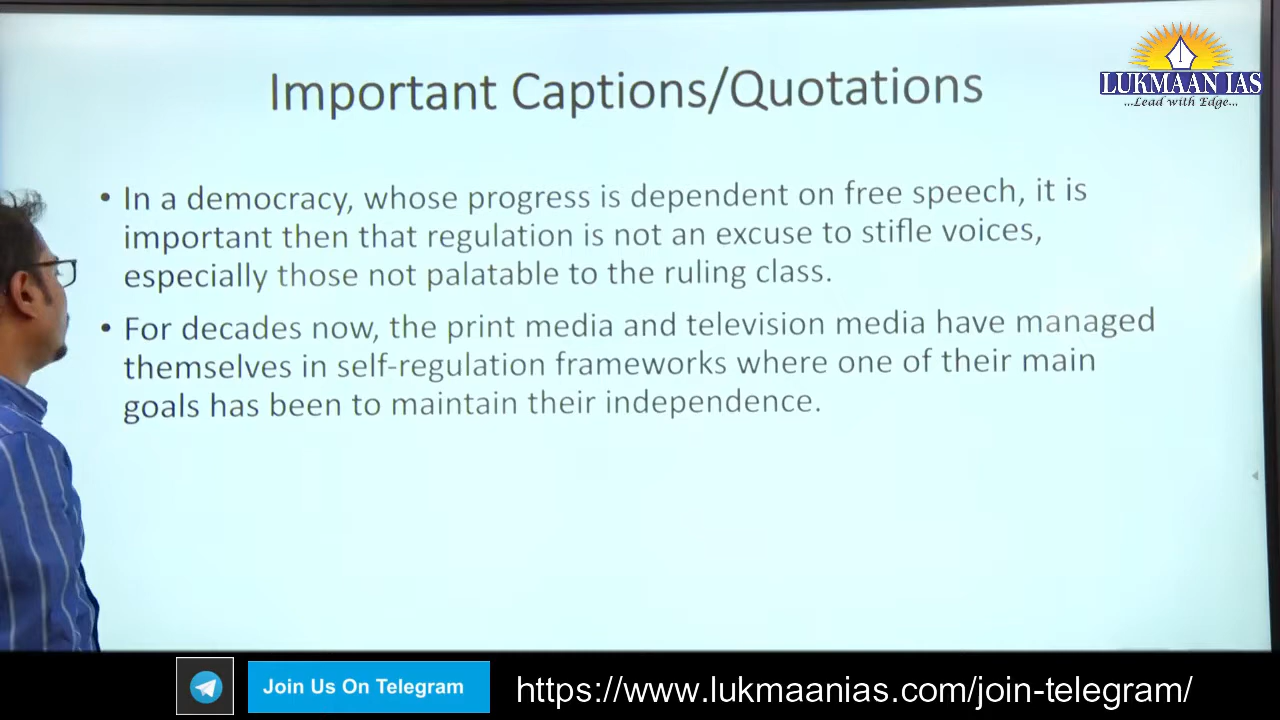 LUKMAAN IAS
...Lead with Edge...
Important Captions/Quotations
• In a democracy, whose progress is dependent on free speech, it is
important then that regulation is not an excuse to stifle voices,
especially those not palatable to the ruling class.
• For decades now, the print media and television media have managed
themselves in self-regulation frameworks where one of their main
goals has been to maintain their independence.
Join Us On Telegram
https://www.lukmaanias.com/join-telegram/